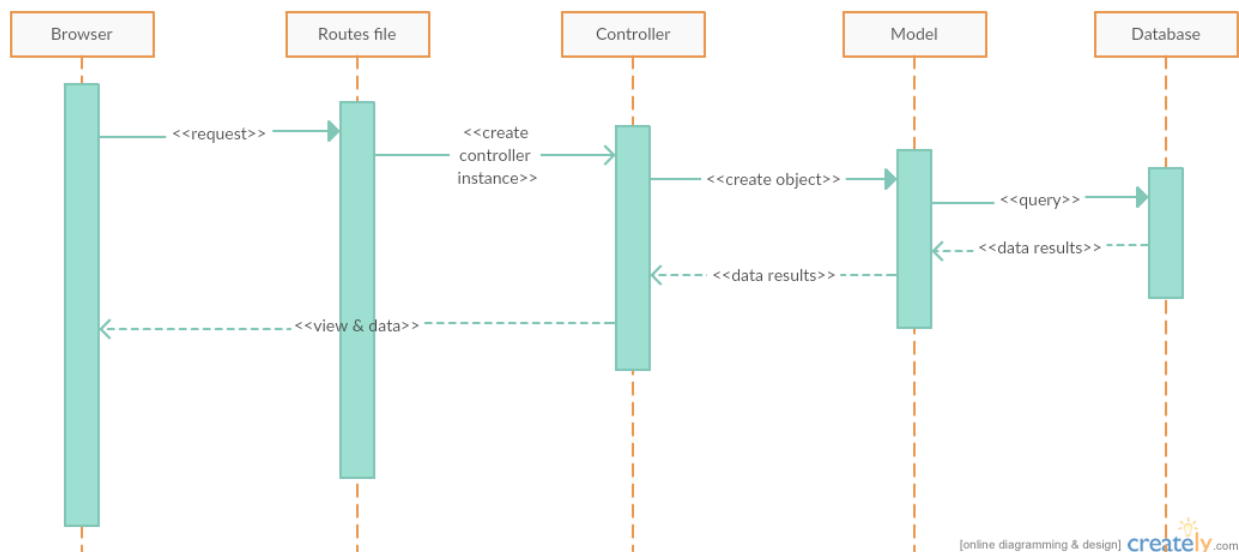 Browser
Routes file
Controller
Model
Database
<<request>>
<<create
controller
instance>>
<<create object>>
<<query>>
<<data results>>
<<data results>>
<<view & data>>
[online diagramming & design] creately.com